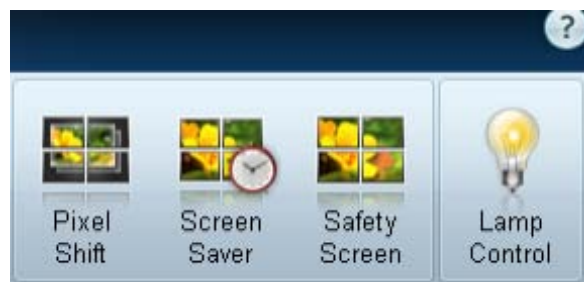 ?
Pixel
Shift
Screen
Saver
Safety
Screen
Lamp
Control